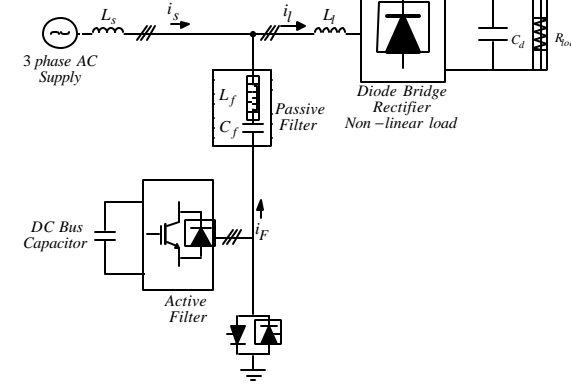 L_s
i_s
i_l
L_l
3 phase AC
Supply
C_d
L_f
C_f
Passive
Filter
Diode Bridge
Rectifier
Non-linear load
DC Bus
Capacitor
i_F
Active
Filter